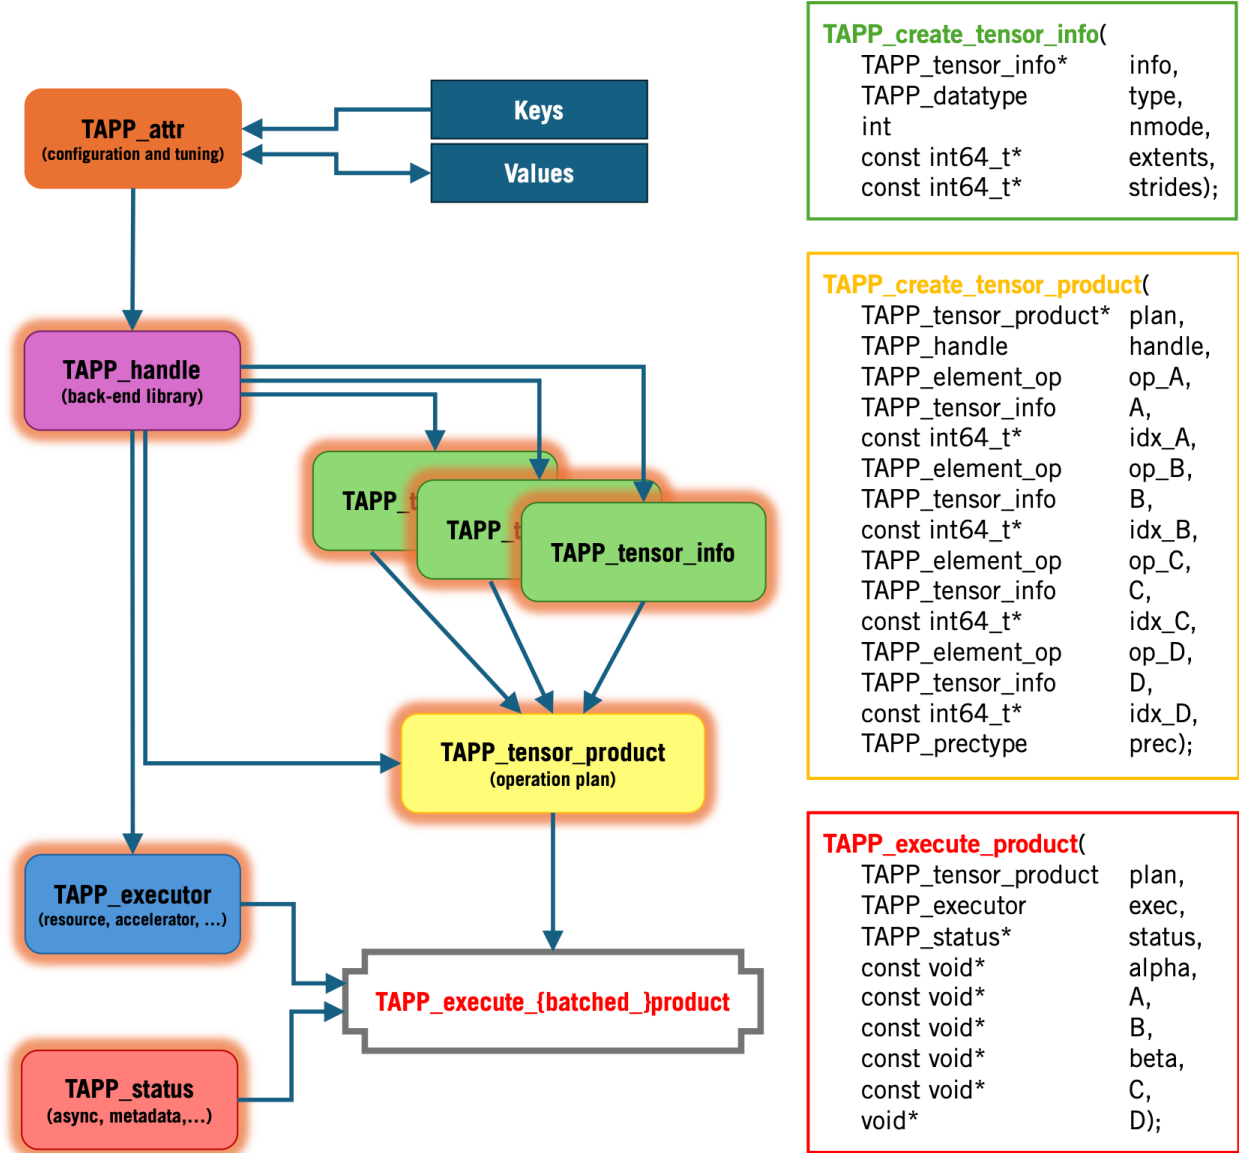 TAPP_attr
(configuration and tuning)
Keys
Values
TAPP_handle
(back-end library)
TAPP_t
TAPP_t
TAPP_tensor_info
TAPP_tensor_product
(operation plan)
TAPP_executor
(resource, accelerator, ...)
TAPP_execute_{batched_}product
TAPP_status
(async, metadata,...)
TAPP_create_tensor_info(
TAPP_tensor_info* info,
TAPP_datatype type,
int nmode,
const int64_t* extents,
const int64_t* strides);
TAPP_create_tensor_product(
TAPP_tensor_product* plan,
TAPP_handle handle,
TAPP_element_op op_A,
TAPP_tensor_info A,
const int64_t* idx_A,
TAPP_element_op op_B,
TAPP_tensor_info B,
const int64_t* idx_B,
TAPP_element_op op_C,
TAPP_tensor_info C,
const int64_t* idx_C,
TAPP_element_op op_D,
TAPP_tensor_info D,
const int64_t* idx_D,
TAPP_prectype prec);
TAPP_execute_product(
TAPP_tensor_product plan,
TAPP_executor exec,
TAPP_status* status,
const void* alpha,
const void* A,
const void* B,
const void* beta,
const void* C,
void* D);